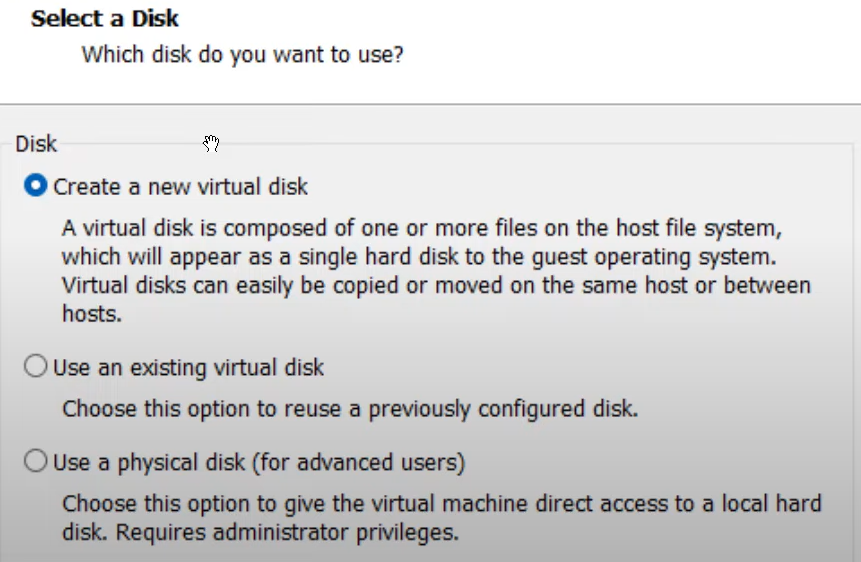 Select a Disk
Which disk do you want to use?
Disk
Create a new virtual disk
A virtual disk is composed of one or more files on the host file system,
which will appear as a single hard disk to the guest operating system.
Virtual disks can easily be copied or moved on the same host or between
hosts.
Use an existing virtual disk
Choose this option to reuse a previously configured disk.
Use a physical disk (for advanced users)
Choose this option to give the virtual machine direct access to a local hard
disk. Requires administrator privileges.